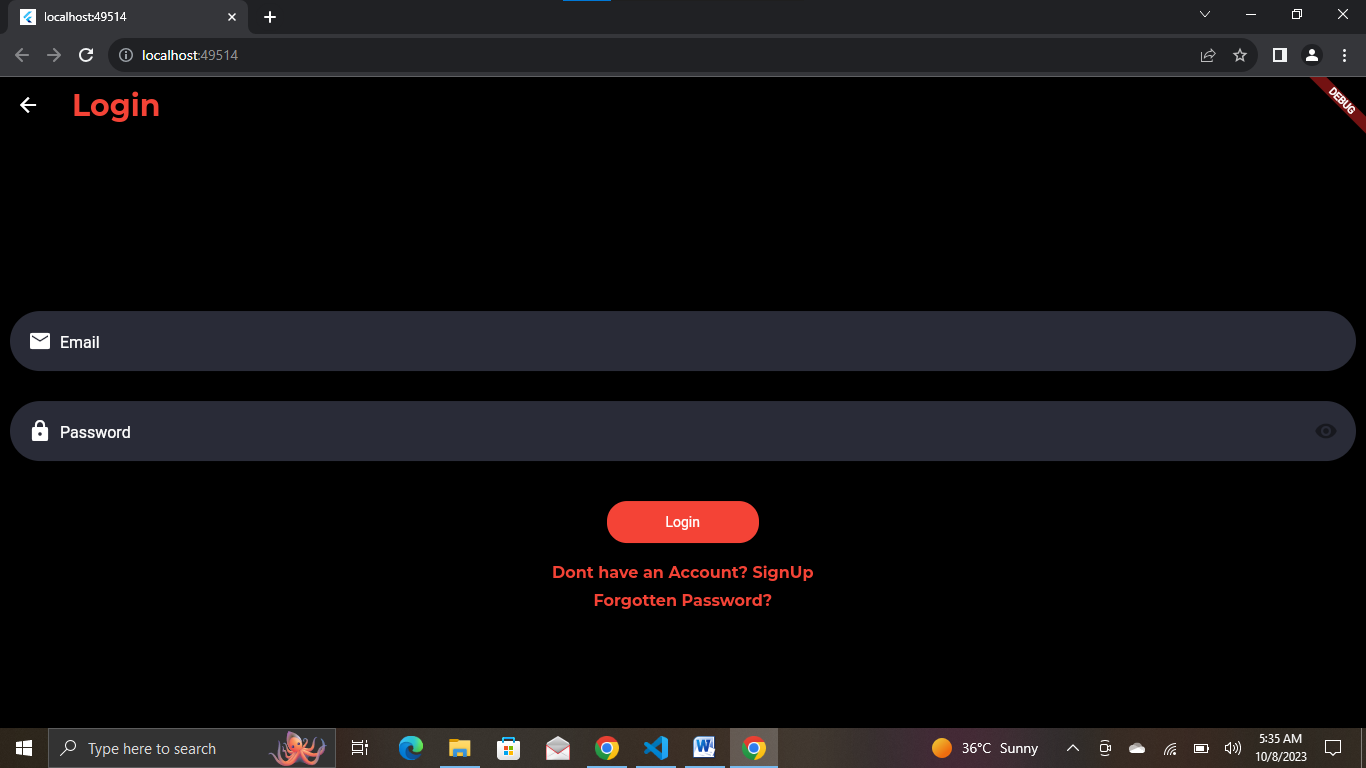 localhost:49514
localhost:49514
Login
DEBUG
Email
Password
Login
Dont have an Account? SignUp
Forgotten Password?
Type here to search
36°C Sunny
5:35 AM
10/8/2023